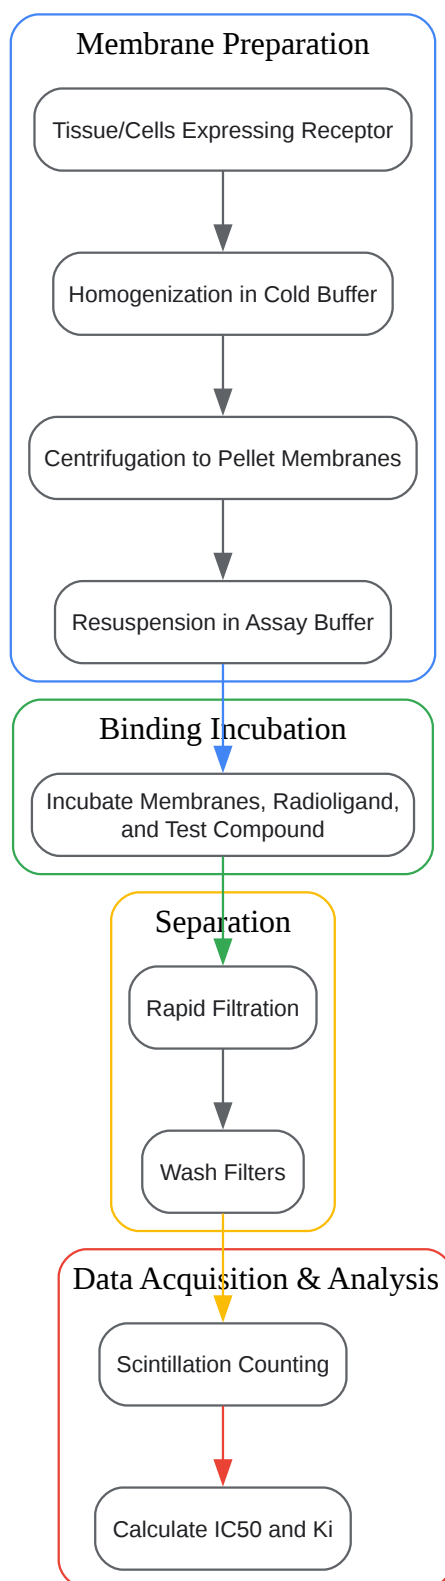 Membrane Preparation
Tissue/Cells Expressing Receptor
Homogenization in Cold Buffer
Centrifugation to Pellet Membranes
Resuspension in Assay Buffer
Binding Incubation
Incubate Membranes, Radioligand,
and Test Compound
Separation
Rapid Filtration
Wash Filters
Data Acquisition & Analysis
Scintillation Counting
Calculate IC50 and Ki